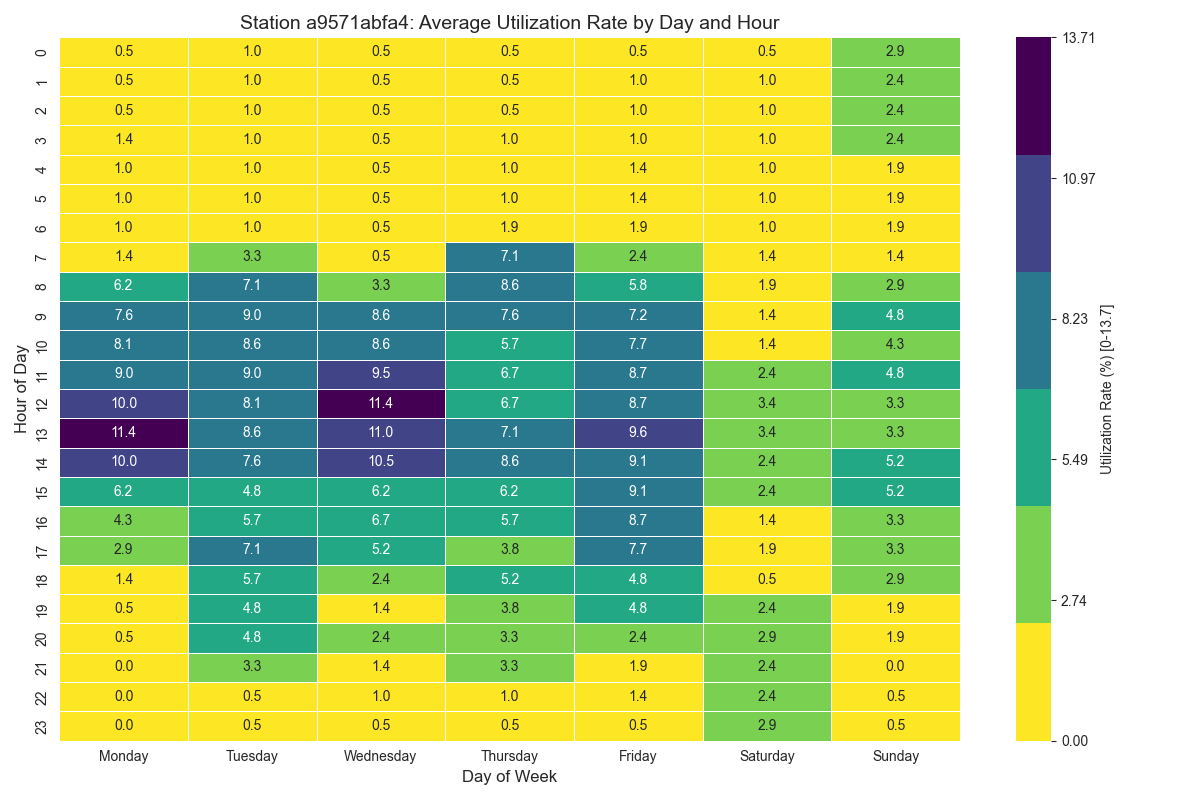 Station a9571abfa4: Average Utilization Rate by Day and Hour
0 0.5 1.0 0.5 0.5 0.5 0.5 2.9
1 0.5 1.0 0.5 0.5 1.0 1.0 2.4
2 0.5 1.0 0.5 0.5 1.0 1.0 2.4
3 1.4 1.0 0.5 1.0 1.0 1.0 2.4
4 1.0 1.0 0.5 1.0 1.4 1.0 1.9
5 1.0 1.0 0.5 1.0 1.4 1.0 1.9
6 1.0 1.0 0.5 1.9 1.9 1.0 1.9
7 1.4 3.3 0.5 7.1 2.4 1.4 1.4
8 6.2 7.1 3.3 8.6 5.8 1.9 2.9
9 7.6 9.0 8.6 7.6 7.2 1.4 4.8
10 8.1 8.6 8.6 5.7 7.7 1.4 4.3
11 9.0 9.0 9.5 6.7 8.7 2.4 4.8
12 10.0 8.1 11.4 6.7 8.7 3.4 3.3
13 11.4 8.6 11.0 7.1 9.6 3.4 3.3
14 10.0 7.6 10.5 8.6 9.1 2.4 5.2
15 6.2 4.8 6.2 6.2 9.1 2.4 5.2
16 4.3 5.7 6.7 5.7 8.7 1.4 3.3
17 2.9 7.1 5.2 3.8 7.7 1.9 3.3
18 1.4 5.7 2.4 5.2 4.8 0.5 2.9
19 0.5 4.8 1.4 3.8 4.8 2.4 1.9
20 0.5 4.8 2.4 3.3 2.4 2.9 1.9
21 0.0 3.3 1.4 3.3 1.9 2.4 0.0
22 0.0 0.5 1.0 1.0 1.4 2.4 0.5
23 0.0 0.5 0.5 0.5 0.5 2.9 0.5
Monday Tuesday Wednesday Thursday Friday Saturday Sunday
Day of Week
Hour of Day
13.71
10.97
8.23
5.49
2.74
0.00
Utilization Rate (%) [0-13.7]